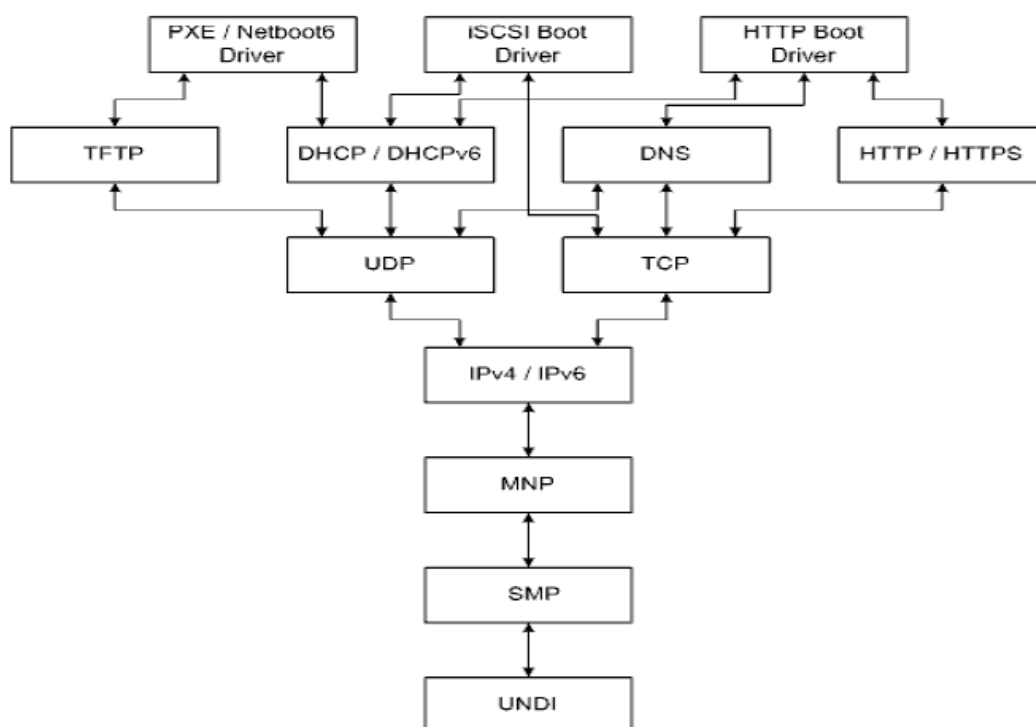 PXE / Netboot6
Driver
iSCSI Boot
Driver
HTTP Boot
Driver
TFTP
DHCP / DHCPv6
DNS
HTTP / HTTPS
UDP
TCP
IPv4 / IPv6
MNP
SMP
UNDI